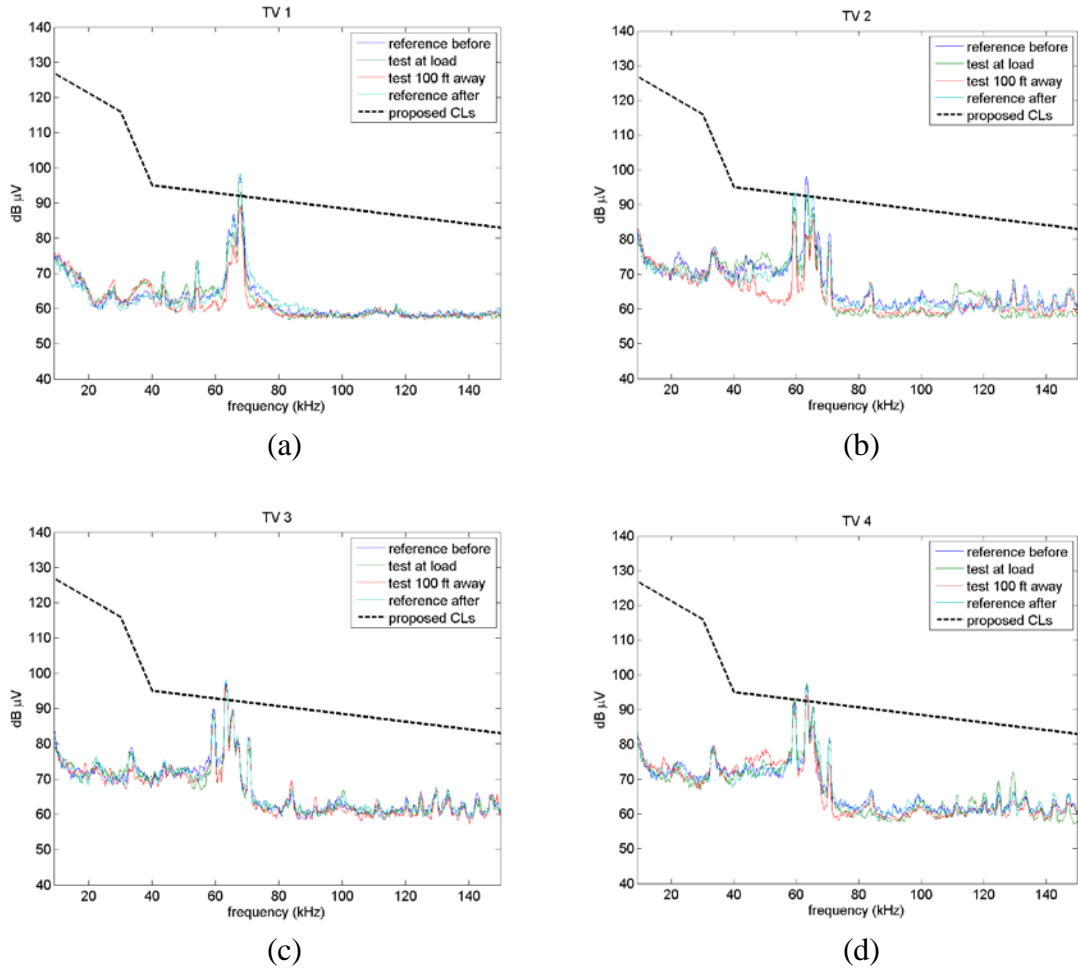 TV 1
140
130
120
110
100
90
80
70
60
50
40
dB µV
20
40
60
80
100
120
140
frequency (kHz)
reference before
test at load
test 100 ft away
reference after
proposed CLs
(a)
TV 2
140
130
120
110
100
90
80
70
60
50
40
dB µV
20
40
60
80
100
120
140
frequency (kHz)
reference before
test at load
test 100 ft away
reference after
proposed CLs
(b)
TV 3
140
130
120
110
100
90
80
70
60
50
40
dB µV
20
40
60
80
100
120
140
frequency (kHz)
reference before
test at load
test 100 ft away
reference after
proposed CLs
(c)
TV 4
140
130
120
110
100
90
80
70
60
50
40
dB µV
20
40
60
80
100
120
140
frequency (kHz)
reference before
test at load
test 100 ft away
reference after
proposed CLs
(d)